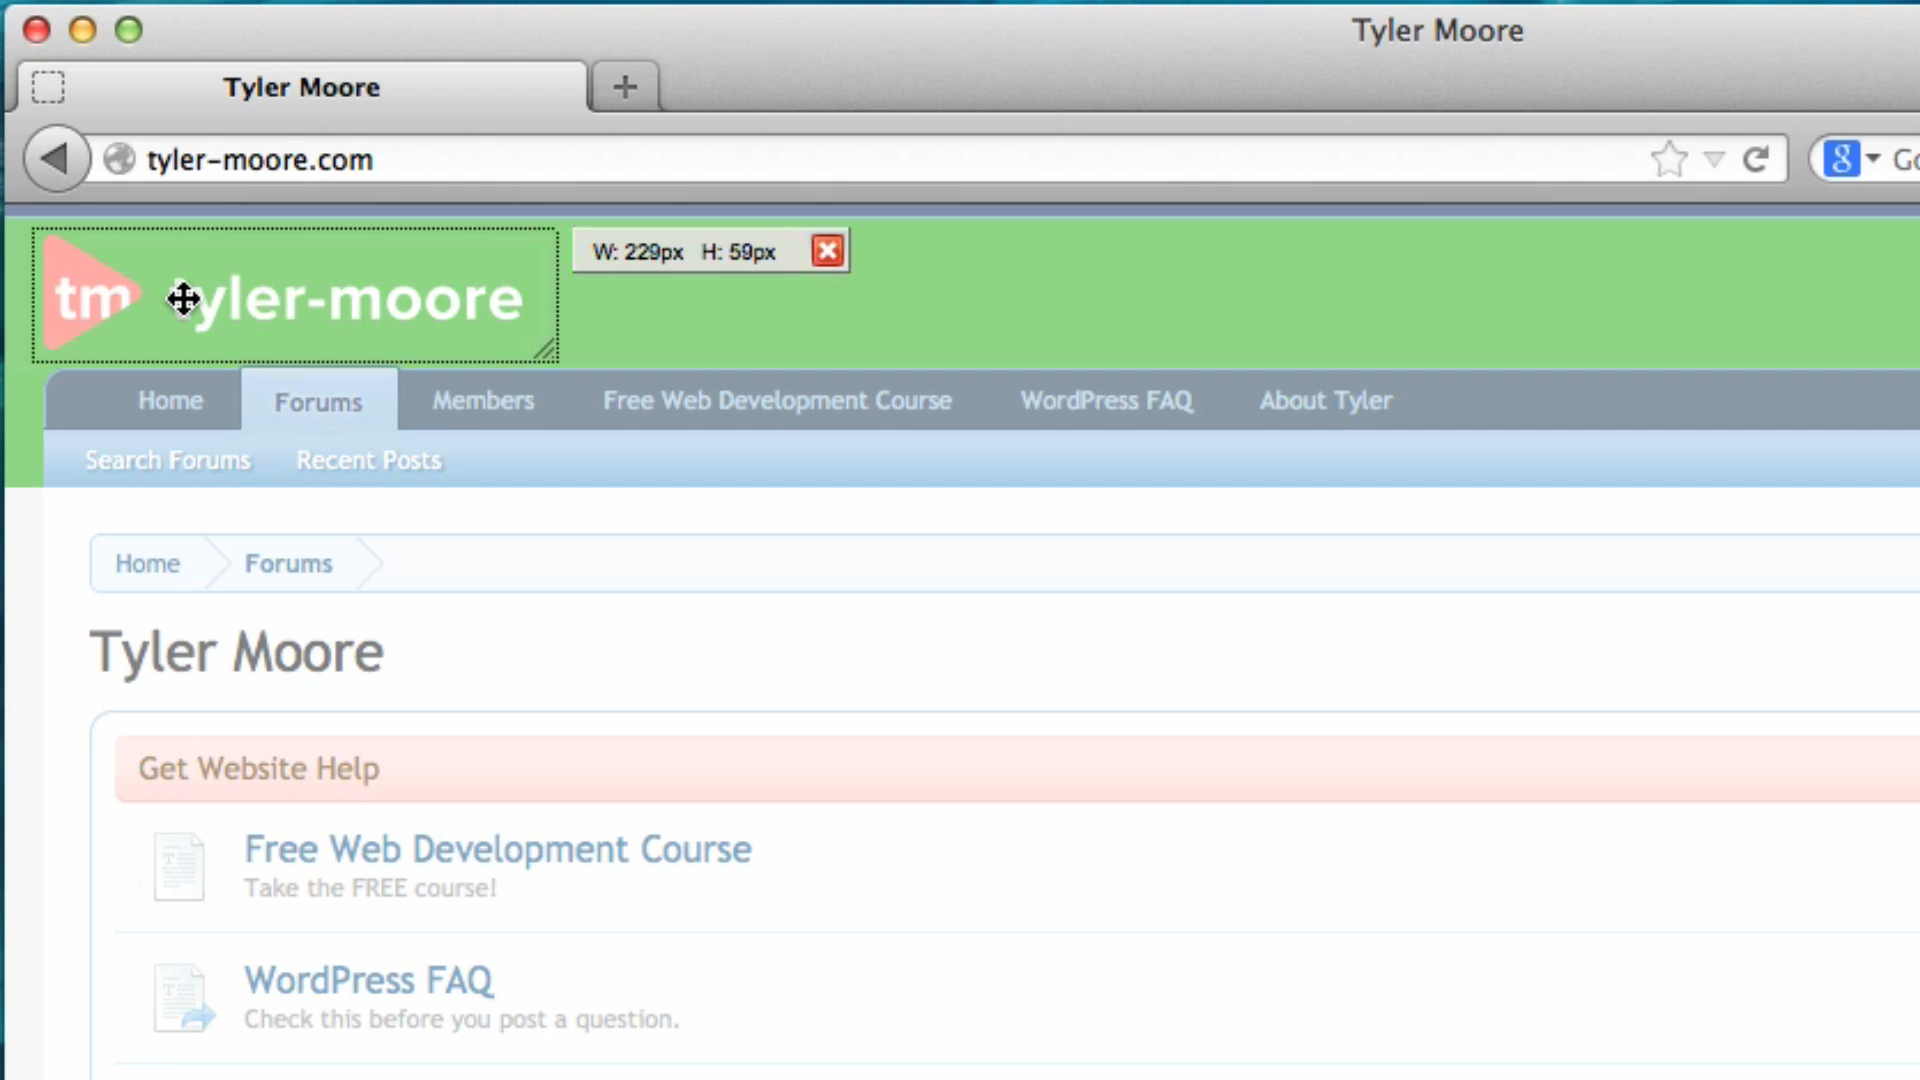 Tyler Moore
Tyler Moore
tyler-moore.com
W: 229px H: 59px
tm tyler-moore
Home Forums Members Free Web Development Course WordPress FAQ About Tyler
Search Forums Recent Posts
Home Forums
Tyler Moore
Get Website Help
Free Web Development Course
Take the FREE course!
WordPress FAQ
Check this before you post a question.